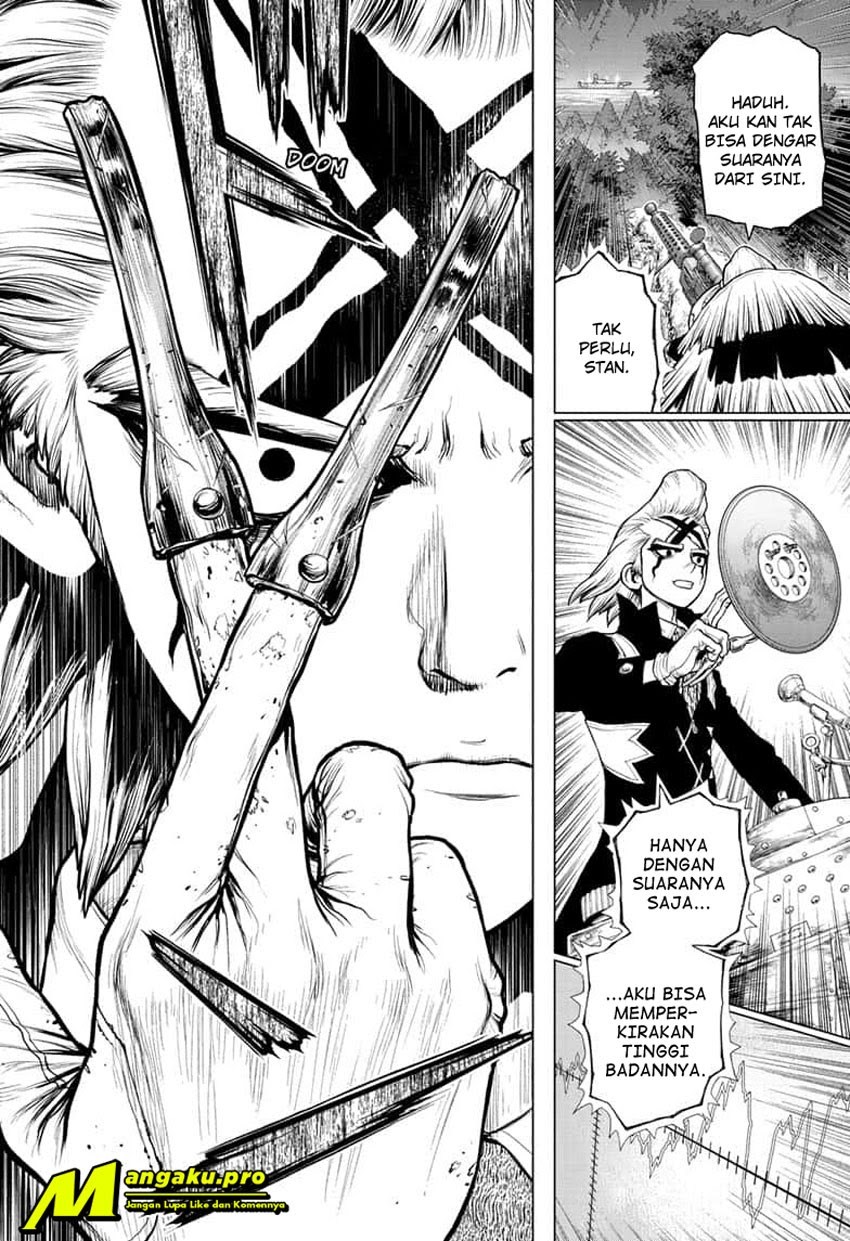 HADUH.
AKU KAN TAK
BISA DENGAR
SUARANYA
DARI SINI.
TAK
PERLU,
STAN.
HANYA
DENGAN
SUARANYA
SAJA...
...AKU BISA
MEMPER-
KIRAKAN
TINGGI
BADANNYA.
DOOM
Mangaku.pro
Jangan Lupa Like dan Komennya